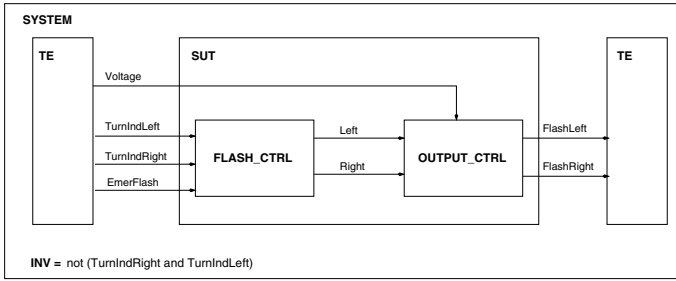 SYSTEM
TE
SUT
TE
Voltage
TurnIndLeft
Left
FlashLeft
TurnIndRight
FLASH_CTRL
Right
OUTPUT_CTRL
FlashRight
EmerFlash
INV = not (TurnIndRight and TurnIndLeft)